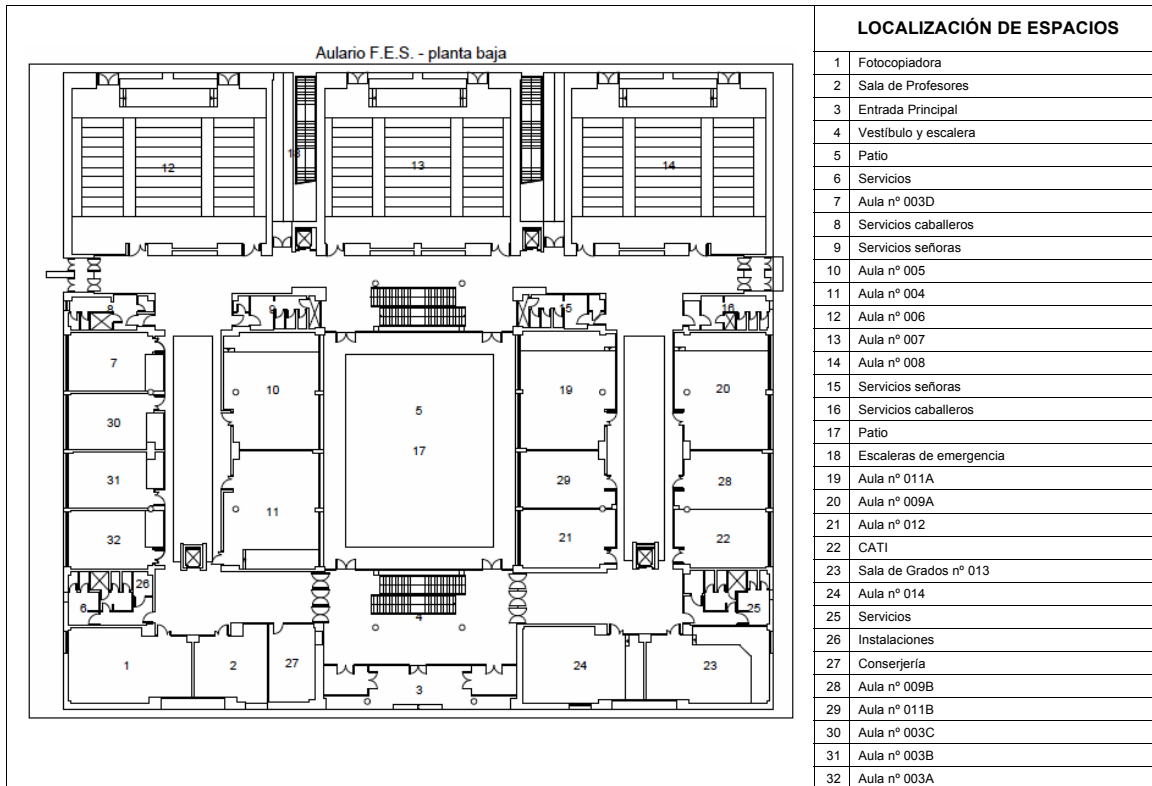 Aulario F.E.S. - planta baja
12
18
13
14
8
9
15
16
7
10
5
19
20
30
17
31
29
28
11
32
21
22
26
6
4
25
1
2
27
24
23
3
LOCALIZACIÓN DE ESPACIOS
1 Fotocopiadora
2 Sala de Profesores
3 Entrada Principal
4 Vestíbulo y escalera
5 Patio
6 Servicios
7 Aula nº 003D
8 Servicios caballeros
9 Servicios señoras
10 Aula nº 005
11 Aula nº 004
12 Aula nº 006
13 Aula nº 007
14 Aula nº 008
15 Servicios señoras
16 Servicios caballeros
17 Patio
18 Escaleras de emergencia
19 Aula nº 011A
20 Aula nº 009A
21 Aula nº 012
22 CATI
23 Sala de Grados nº 013
24 Aula nº 014
25 Servicios
26 Instalaciones
27 Conserjería
28 Aula nº 009B
29 Aula nº 011B
30 Aula nº 003C
31 Aula nº 003B
32 Aula nº 003A